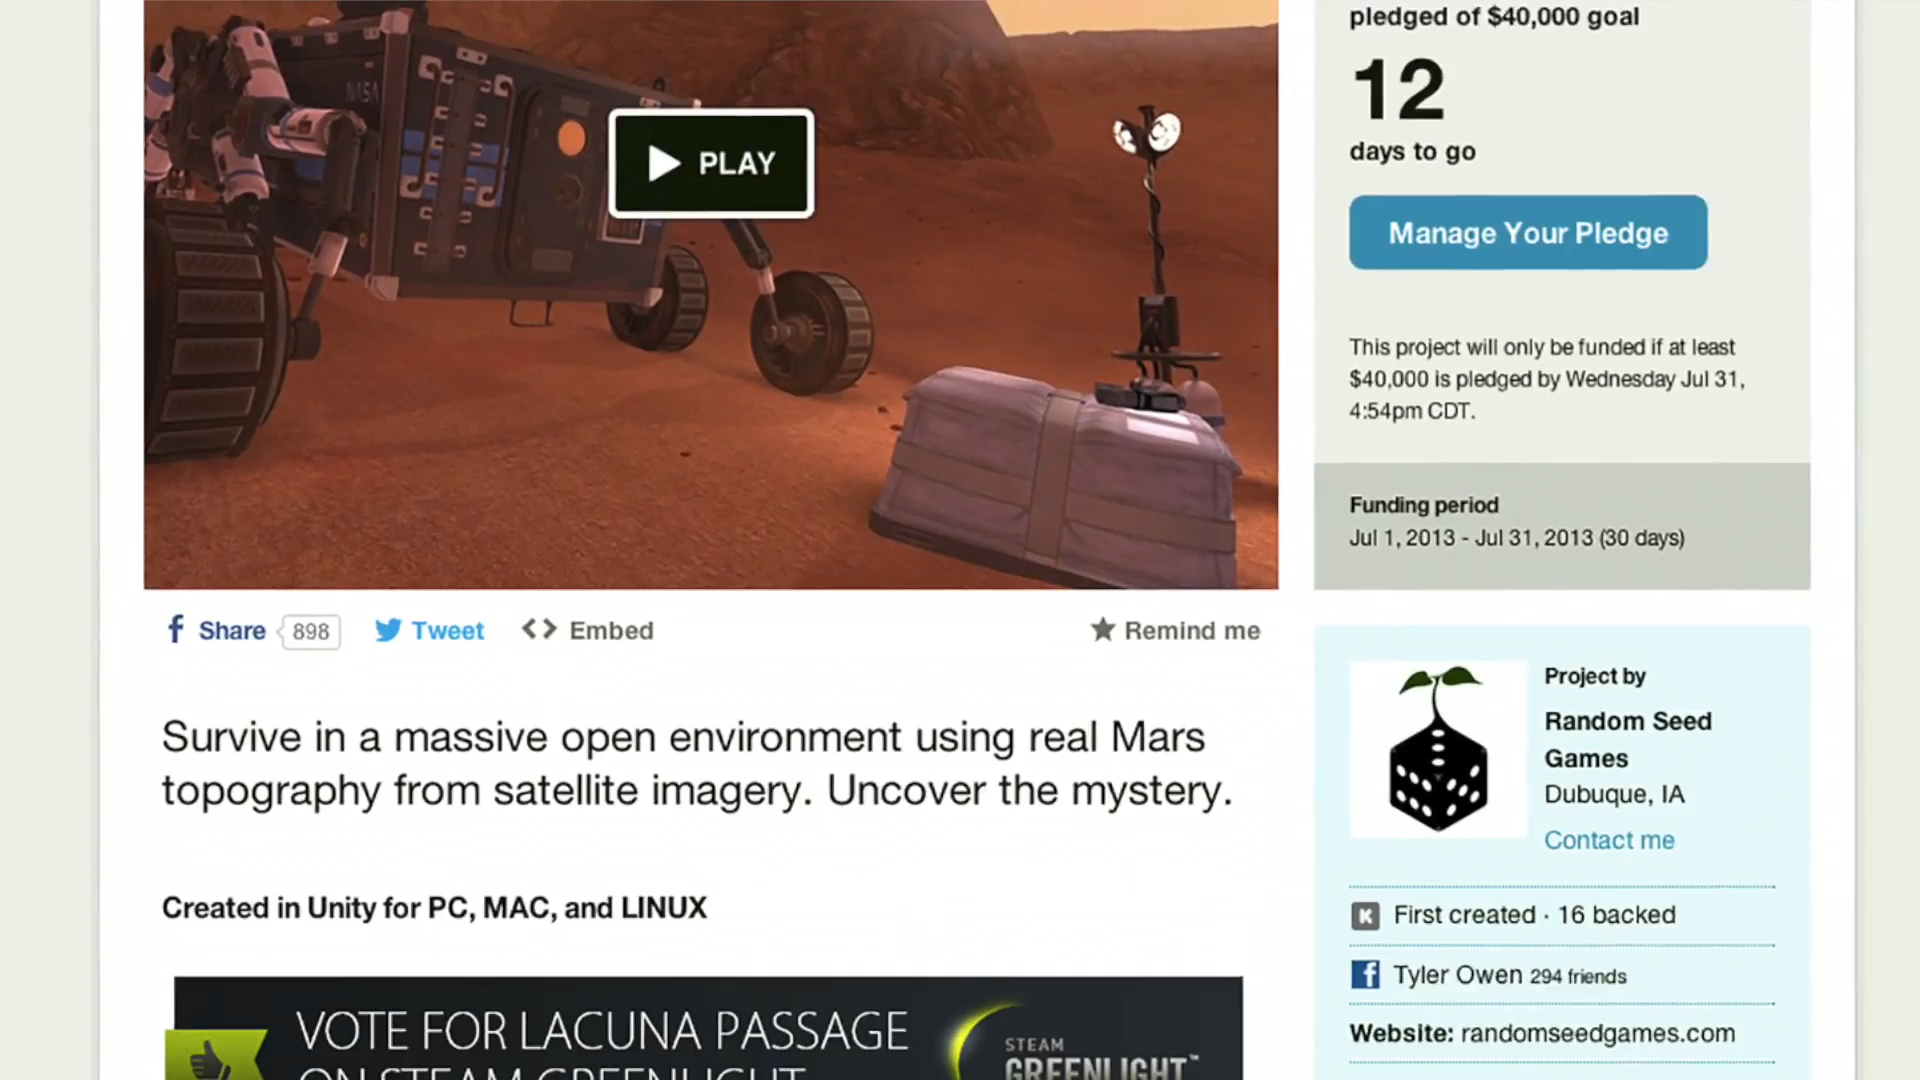 NASA
PLAY
Share 898 Tweet Embed Remind me
Survive in a massive open environment using real Mars
topography from satellite imagery. Uncover the mystery.
Created in Unity for PC, MAC, and LINUX
VOTE FOR LACUNA PASSAGE
ON STEAM GREENLIGHT
STEAM
GREENLIGHT™
pledged of $40,000 goal
12
days to go
Manage Your Pledge
This project will only be funded if at least
$40,000 is pledged by Wednesday Jul 31,
4:54pm CDT.
Funding period
Jul 1, 2013 - Jul 31, 2013 (30 days)
Project by
Random Seed
Games
Dubuque, IA
Contact me
First created · 16 backed
Tyler Owen 294 friends
Website: randomseedgames.com